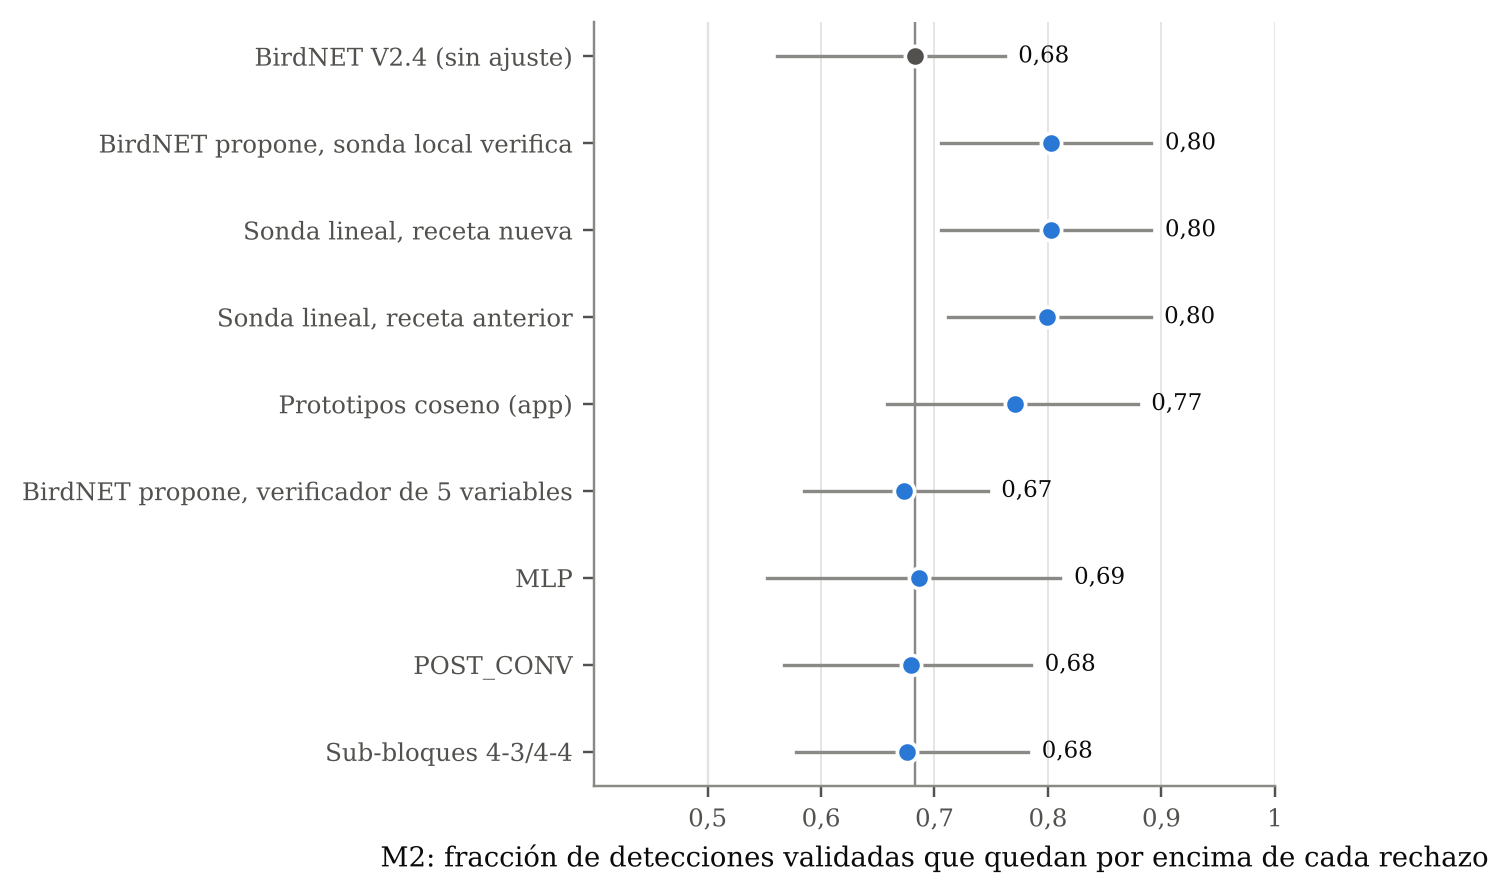 BirdNET V2.4 (sin ajuste) 0,68
BirdNET propone, sonda local verifica 0,80
Sonda lineal, receta nueva 0,80
Sonda lineal, receta anterior 0,80
Prototipos coseno (app) 0,77
BirdNET propone, verificador de 5 variables 0,67
MLP 0,69
POST_CONV 0,68
Sub-bloques 4-3/4-4 0,68
0,5 0,6 0,7 0,8 0,9 1
M2: fracción de detecciones validadas que quedan por encima de cada rechazo